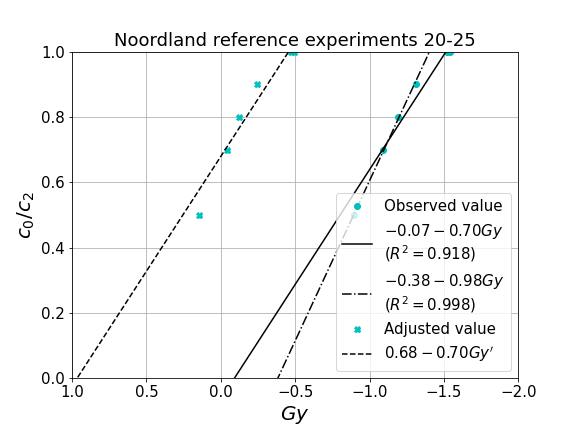 Noordland reference experiments 20-25
1.0
0.8
0.6
0.4
0.2
0.0
c₀/c₂
Observed value
−0.07−0.70Gy
(R²=0.918)
−0.38−0.98Gy
(R²=0.998)
Adjusted value
0.68−0.70Gy′
1.0 0.5 0.0 −0.5 −1.0 −1.5 −2.0
Gy